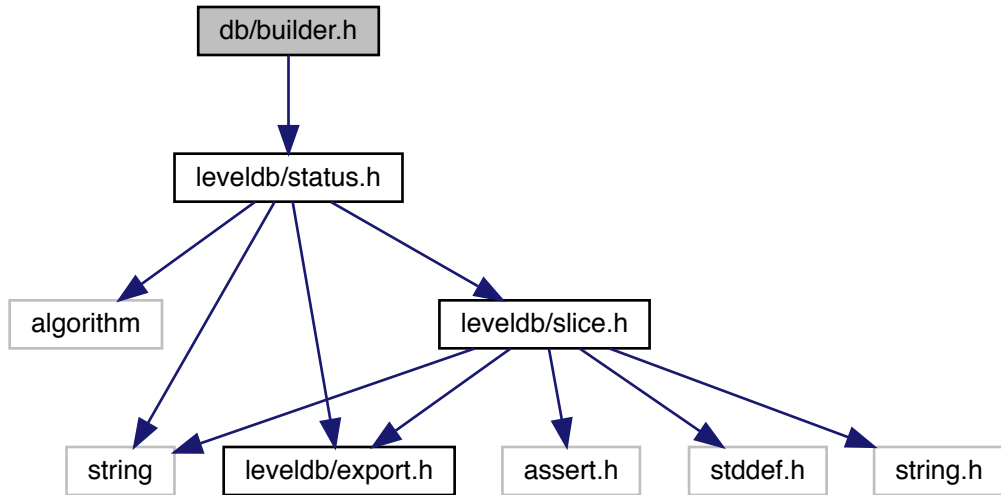 db/builder.h
leveldb/status.h
algorithm
leveldb/slice.h
string
leveldb/export.h
assert.h
stddef.h
string.h